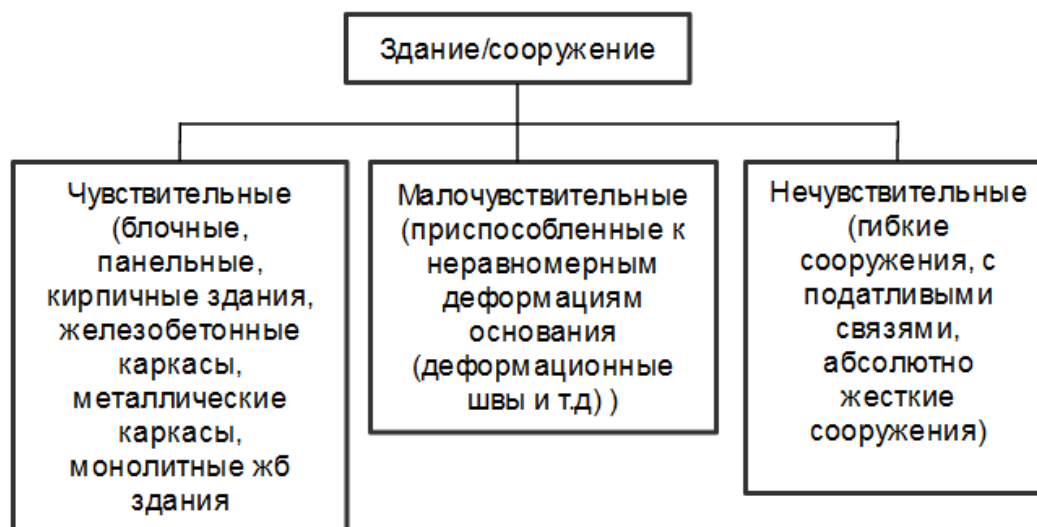 Здание/сооружение
Чувствительные
(блочные,
панельные,
кирпичные здания,
железобетонные
каркасы,
металлические
каркасы,
монолитные жб
здания
Малочувствительные
(приспособленные к
неравномерным
деформациям
основания
(деформационные
швы и т.д) )
Нечувствительные
(гибкие
сооружения, с
податливыми
связями,
абсолютно
жесткие
сооружения)